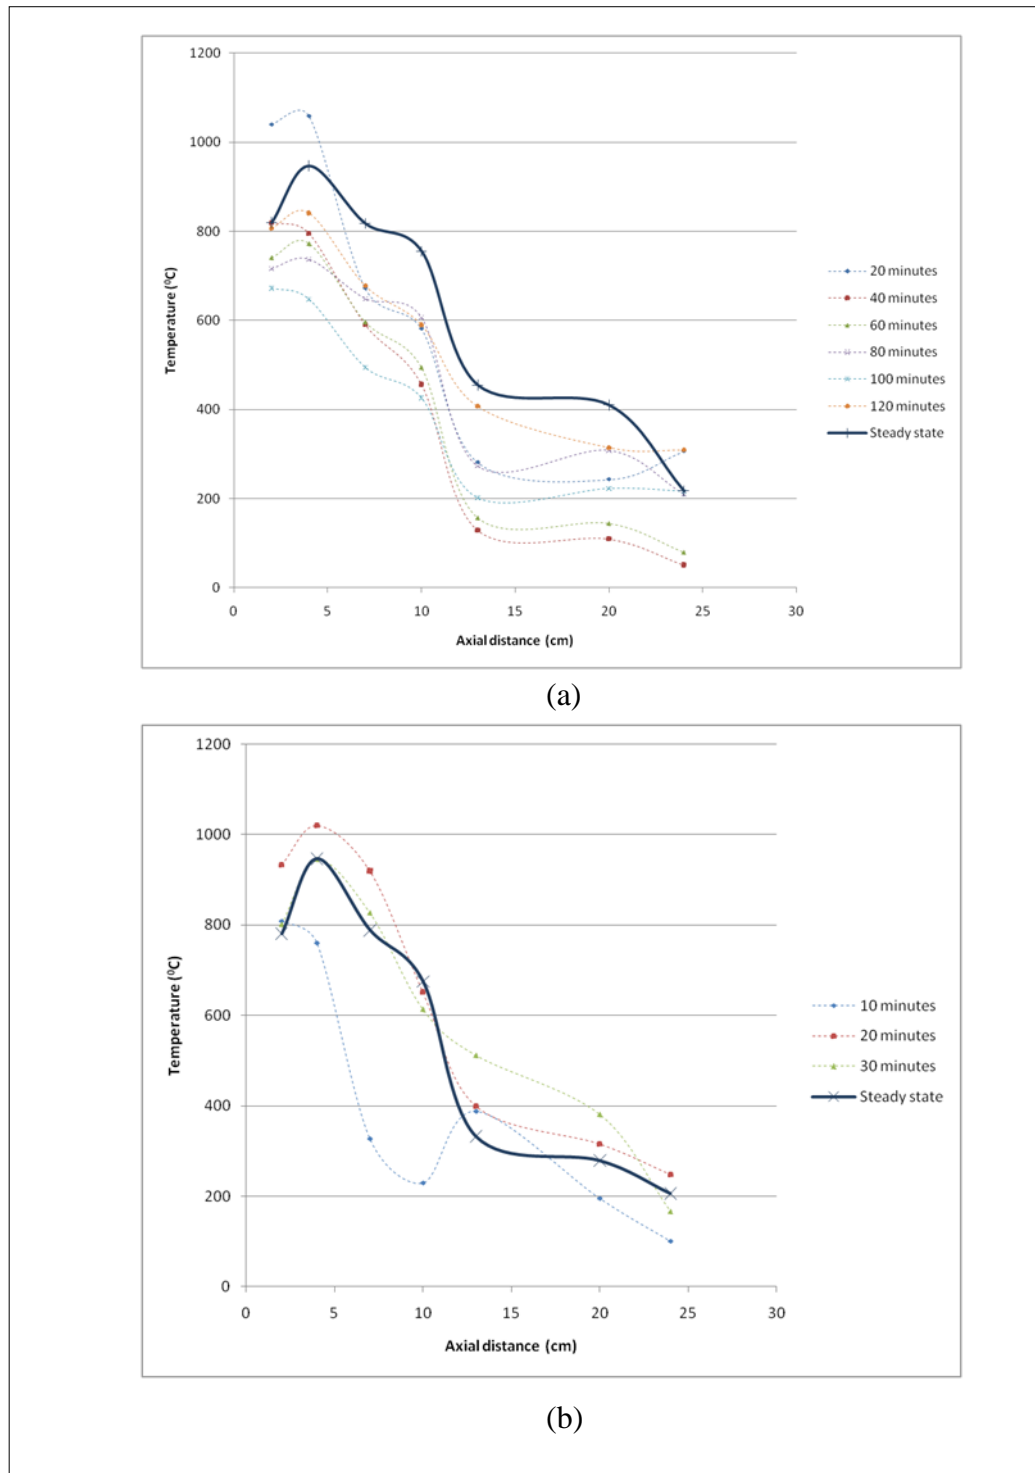 1200
1000
800
600
400
200
0
Temperature (⁰C)
0 5 10 15 20 25 30
Axial distance (cm)
20 minutes
40 minutes
60 minutes
80 minutes
100 minutes
120 minutes
Steady state
(a)
1200
1000
800
600
400
200
0
Temperature (⁰C)
0 5 10 15 20 25 30
Axial distance (cm)
10 minutes
20 minutes
30 minutes
Steady state
(b)